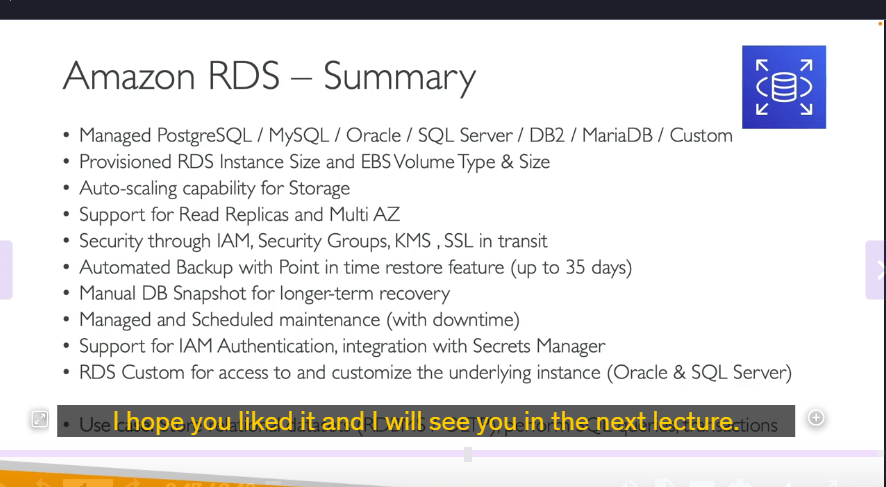 Amazon RDS – Summary
• Managed PostgreSQL / MySQL / Oracle / SQL Server / DB2 / MariaDB / Custom
• Provisioned RDS Instance Size and EBS Volume Type & Size
• Auto-scaling capability for Storage
• Support for Read Replicas and Multi AZ
• Security through IAM, Security Groups, KMS , SSL in transit
• Automated Backup with Point in time restore feature (up to 35 days)
• Manual DB Snapshot for longer-term recovery
• Managed and Scheduled maintenance (with downtime)
• Support for IAM Authentication, integration with Secrets Manager
• RDS Custom for access to and customize the underlying instance (Oracle & SQL Server)
I hope you liked it and I will see you in the next lecture.
• Use